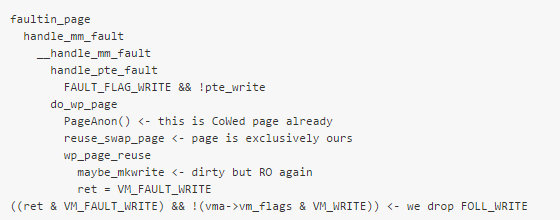 faultin_page
handle_mm_fault
__handle_mm_fault
handle_pte_fault
FAULT_FLAG_WRITE && !pte_write
do_wp_page
PageAnon() <- this is CoWed page already
reuse_swap_page <- page is exclusively ours
wp_page_reuse
maybe_mkwrite <- dirty but RO again
ret = VM_FAULT_WRITE
((ret & VM_FAULT_WRITE) && !(vma->vm_flags & VM_WRITE)) <- we drop FOLL_WRITE